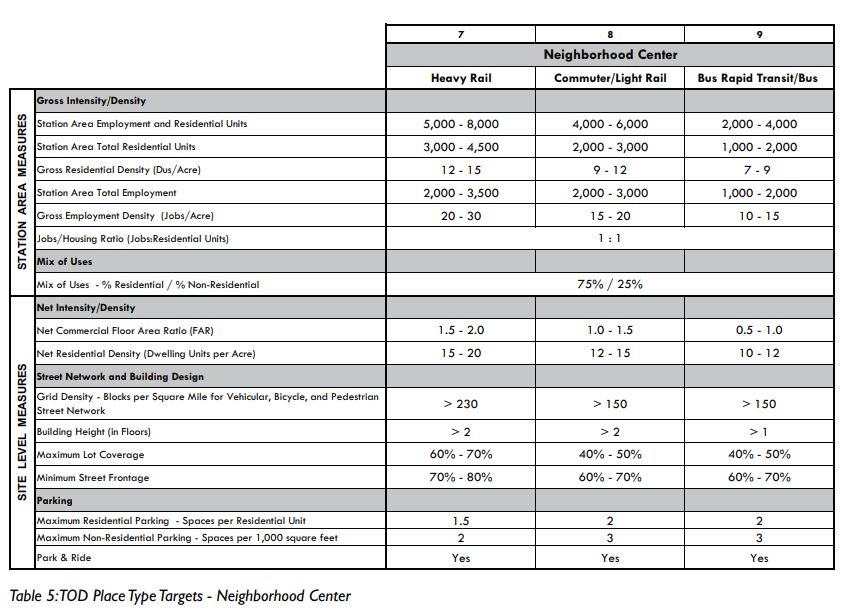 7 8 9
Neighborhood Center
Heavy Rail Commuter/Light Rail Bus Rapid Transit/Bus
STATION AREA MEASURES
Gross Intensity/Density
Station Area Employment and Residential Units 5,000 - 8,000 4,000 - 6,000 2,000 - 4,000
Station Area Total Residential Units 3,000 - 4,500 2,000 - 3,000 1,000 - 2,000
Gross Residential Density (Dus/Acre) 12 - 15 9 - 12 7 - 9
Station Area Total Employment 2,000 - 3,500 2,000 - 3,000 1,000 - 2,000
Gross Employment Density (Jobs/Acre) 20 - 30 15 - 20 10 - 15
Jobs/Housing Ratio (Jobs:Residential Units) 1 : 1
Mix of Uses
Mix of Uses - % Residential / % Non-Residential 75% / 25%
SITE LEVEL MEASURES
Net Intensity/Density
Net Commercial Floor Area Ratio (FAR) 1.5 - 2.0 1.0 - 1.5 0.5 - 1.0
Net Residential Density (Dwelling Units per Acre) 15 - 20 12 - 15 10 - 12
Street Network and Building Design
Grid Density - Blocks per Square Mile for Vehicular, Bicycle, and Pedestrian
Street Network > 230 > 150 > 150
Building Height (in Floors) > 2 > 2 > 1
Maximum Lot Coverage 60% - 70% 40% - 50% 40% - 50%
Minimum Street Frontage 70% - 80% 60% - 70% 60% - 70%
Parking
Maximum Residential Parking - Spaces per Residential Unit 1.5 2 2
Maximum Non-Residential Parking - Spaces per 1,000 square feet 2 3 3
Park & Ride Yes Yes Yes
Table 5:TOD Place Type Targets - Neighborhood Center